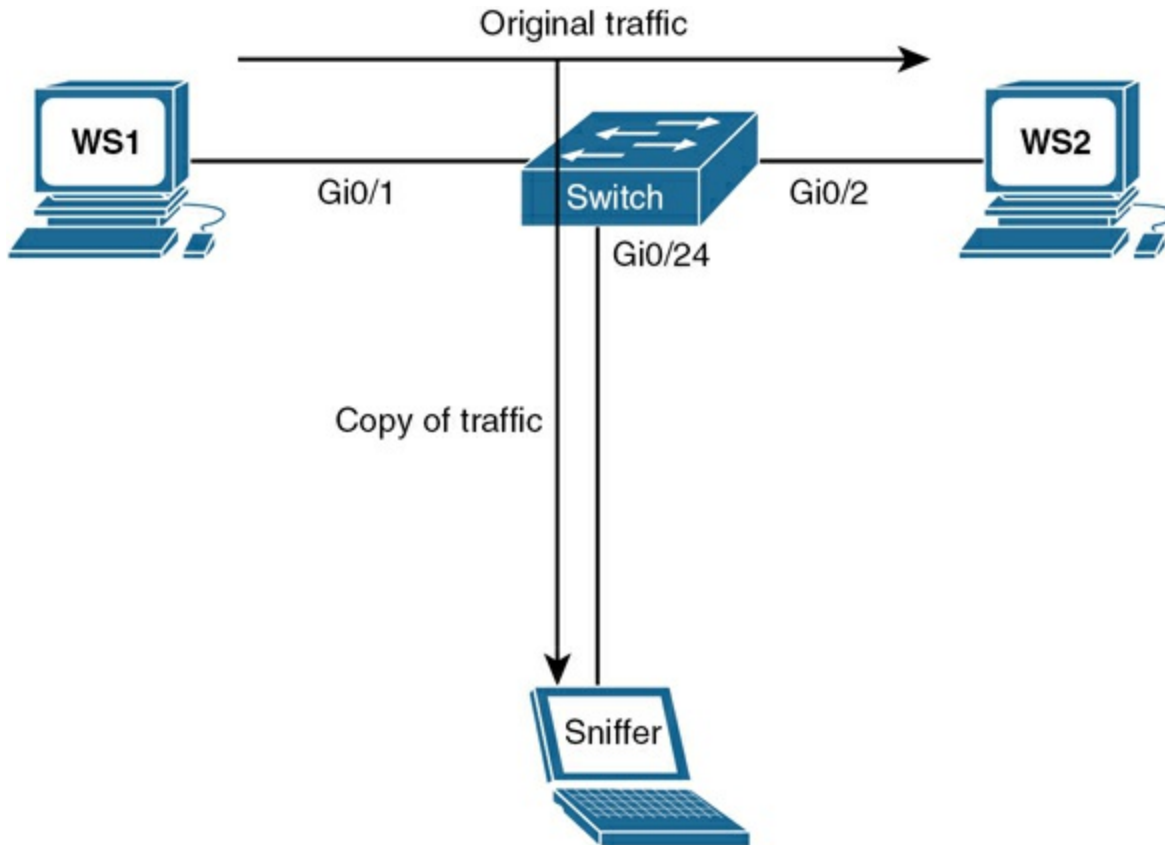 Original traffic
WS1
WS2
Gi0/1
Switch
Gi0/2
Gi0/24
Copy of traffic
Sniffer